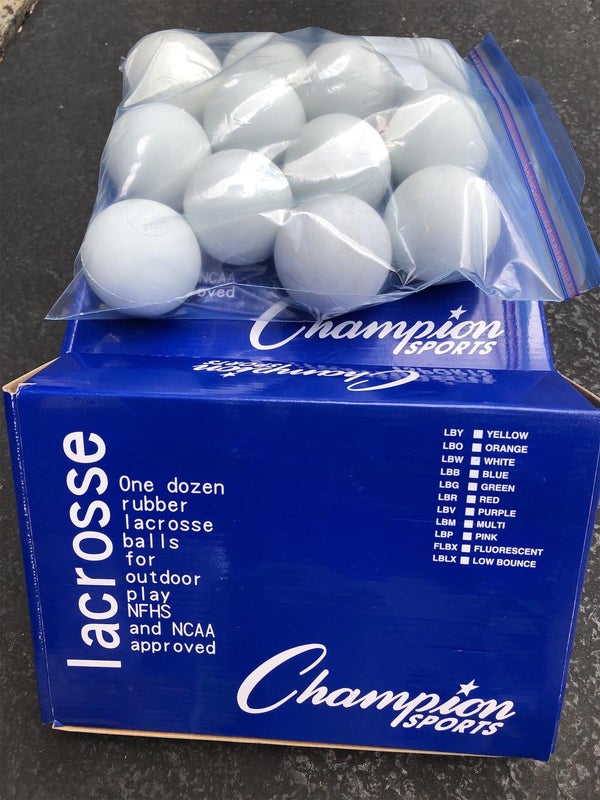 NCAA
oved
Champion
SPORTS
Champion
SPORTS
lacrosse
One dozen
rubber
lacrosse
balls
for
outdoor
play
NFHS
and NCAA
approved
LBY YELLOW
LBO ORANGE
LBW WHITE
LBB BLUE
LBG GREEN
LBR RED
LBV PURPLE
LBM MULTI
LBP PINK
FLBX FLUORESCENT
LBLX LOW BOUNCE
Champion
SPORTS